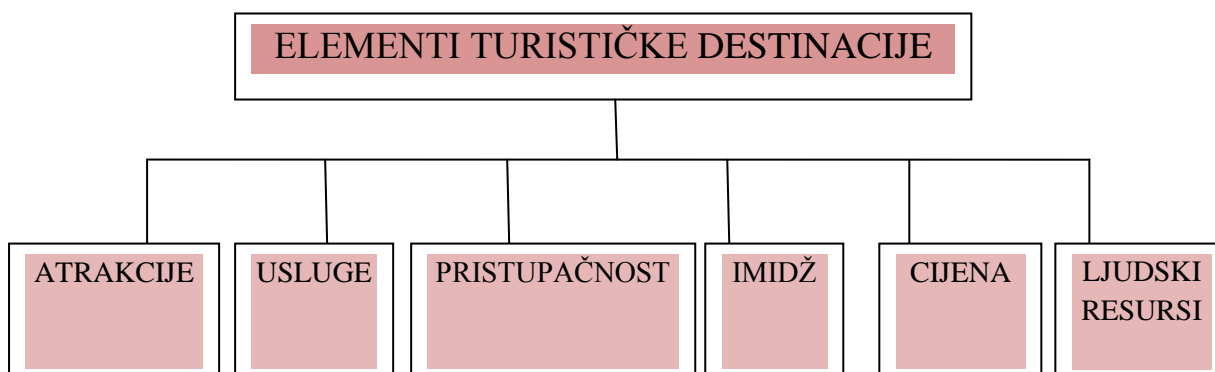 ELEMENTI TURISTIČKE DESTINACIJE
ATRAKCIJE
USLUGE
PRISTUPAČNOST
IMIDŽ
CIJENA
LJUDSKI
RESURSI